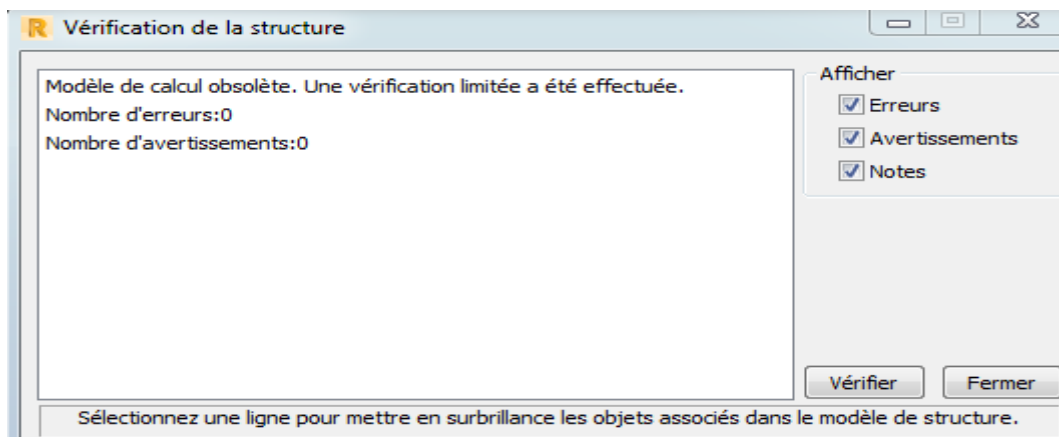 R Vérification de la structure
Modèle de calcul obsolète. Une vérification limitée a été effectuée.
Nombre d'erreurs:0
Nombre d'avertissements:0
Afficher
Erreurs
Avertissements
Notes
Vérifier Fermer
Sélectionnez une ligne pour mettre en surbrillance les objets associés dans le modèle de structure.